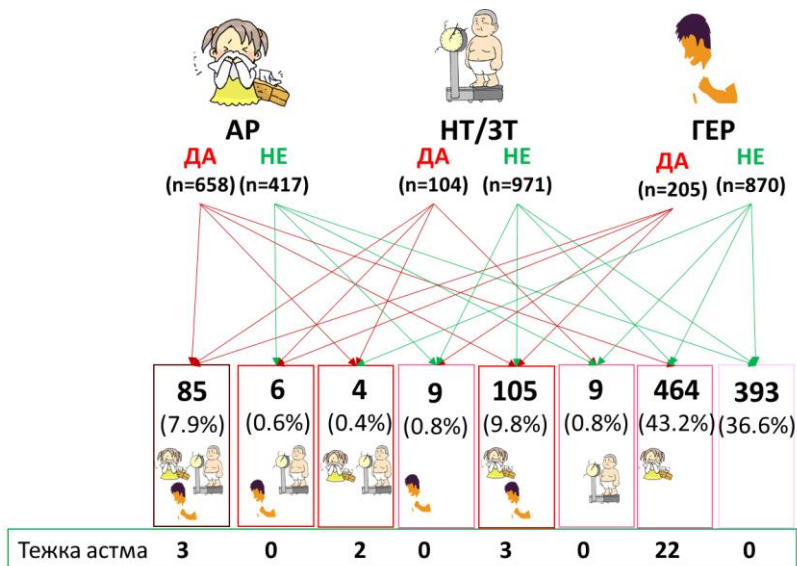 АР НТ/ЗТ ГЕР
ДА НЕ ДА НЕ ДА НЕ
(n=658) (n=417) (n=104) (n=971) (n=205) (n=870)
85 6 4 9 105 9 464 393
(7.9%) (0.6%) (0.4%) (0.8%) (9.8%) (0.8%) (43.2%) (36.6%)
Тежка астма 3 0 2 0 3 0 22 0